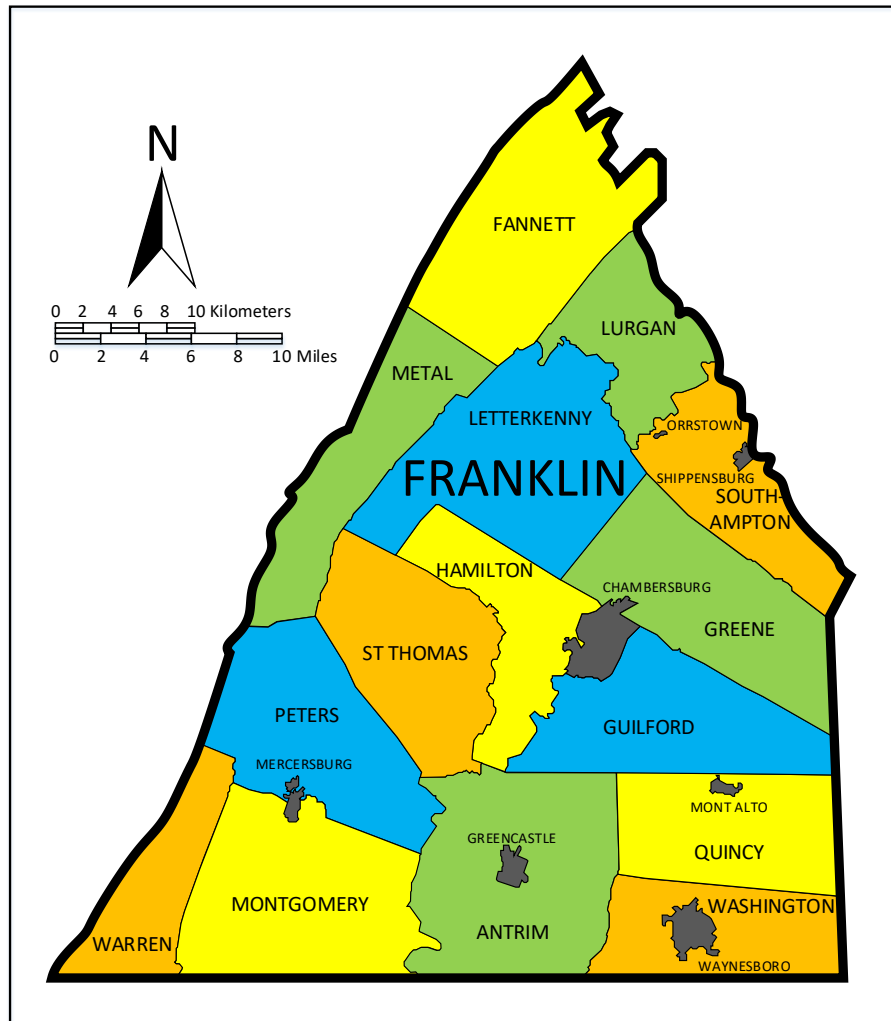 N
0 2 4 6 8 10 Kilometers
0 2 4 6 8 10 Miles
FANNETT
LURGAN
METAL
LETTERKENNY
ORRSTOWN
FRANKLIN
SHIPPENSBURG
SOUTH-
AMPTON
HAMILTON
CHAMBERSBURG
GREENE
ST THOMAS
PETERS
GUILFORD
MERCERSBURG
MONT ALTO
GREENCASTLE
QUINCY
MONTGOMERY
WASHINGTON
ANTRIM
WARREN
WAYNESBORO